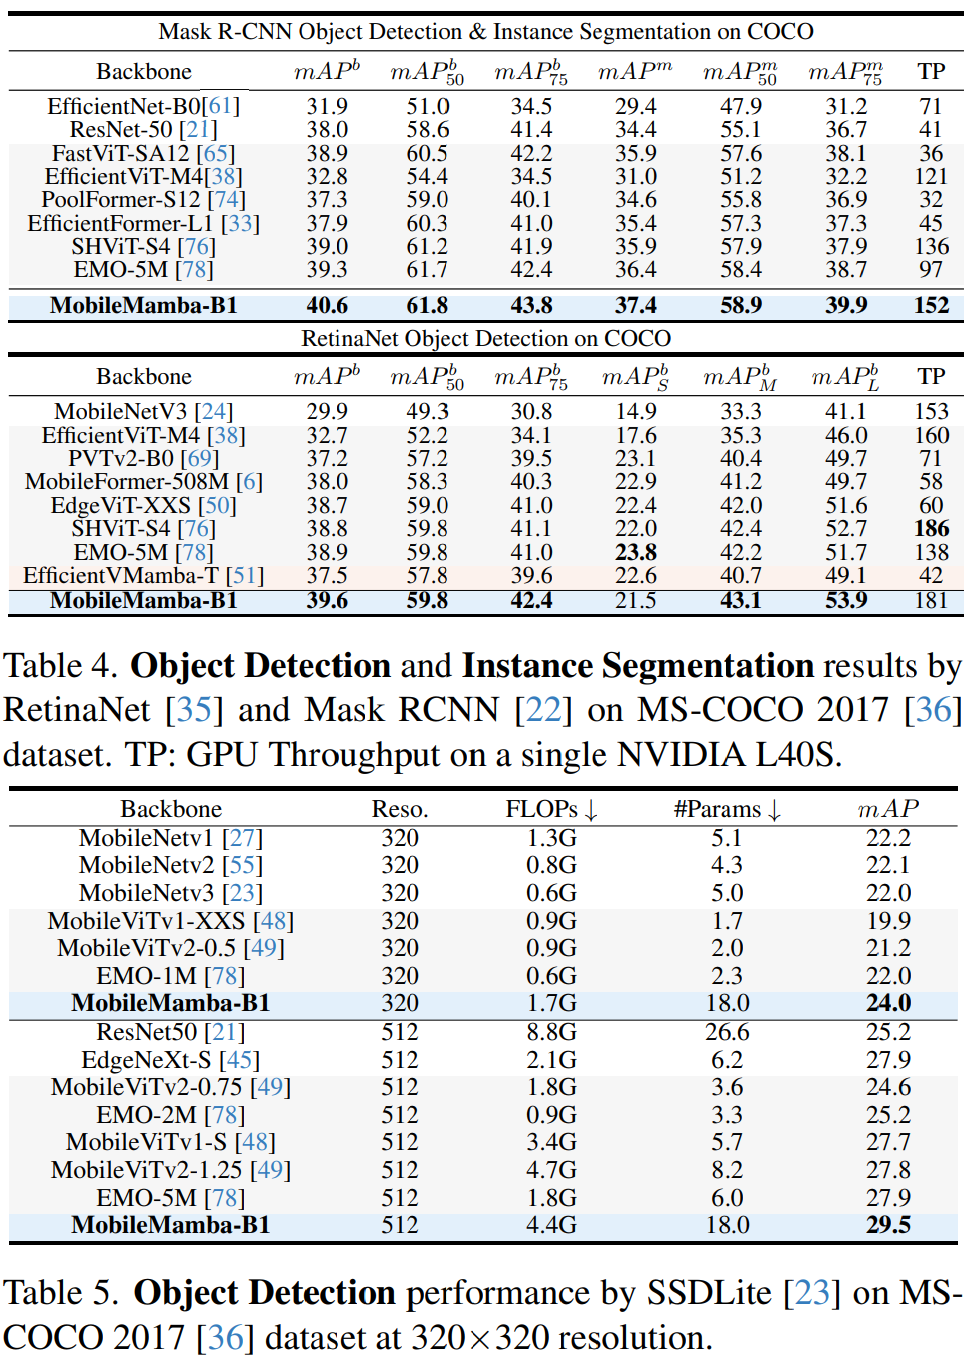 Mask R-CNN Object Detection & Instance Segmentation on COCO
Backbone mAP^b mAP^b_50 mAP^b_75 mAP^m mAP^m_50 mAP^m_75 TP
EfficientNet-B0[61] 31.9 51.0 34.5 29.4 47.9 31.2 71
ResNet-50 [21] 38.0 58.6 41.4 34.4 55.1 36.7 41
FastViT-SA12 [65] 38.9 60.5 42.2 35.9 57.6 38.1 36
EfficientViT-M4[38] 32.8 54.4 34.5 31.0 51.2 32.2 121
PoolFormer-S12 [74] 37.3 59.0 40.1 34.6 55.8 36.9 32
EfficientFormer-L1 [33] 37.9 60.3 41.0 35.4 57.3 37.3 45
SHViT-S4 [76] 39.0 61.2 41.9 35.9 57.9 37.9 136
EMO-5M [78] 39.3 61.7 42.4 36.4 58.4 38.7 97
MobileMamba-B1 40.6 61.8 43.8 37.4 58.9 39.9 152
RetinaNet Object Detection on COCO
Backbone mAP^b mAP^b_50 mAP^b_75 mAP^b_S mAP^b_M mAP^b_L TP
MobileNetV3 [24] 29.9 49.3 30.8 14.9 33.3 41.1 153
EfficientViT-M4 [38] 32.7 52.2 34.1 17.6 35.3 46.0 160
PVTv2-B0 [69] 37.2 57.2 39.5 23.1 40.4 49.7 71
MobileFormer-508M [6] 38.0 58.3 40.3 22.9 41.2 49.7 58
EdgeViT-XXS [50] 38.7 59.0 41.0 22.4 42.0 51.6 60
SHViT-S4 [76] 38.8 59.8 41.1 22.0 42.4 52.7 186
EMO-5M [78] 38.9 59.8 41.0 23.8 42.2 51.7 138
EfficientVMamba-T [51] 37.5 57.8 39.6 22.6 40.7 49.1 42
MobileMamba-B1 39.6 59.8 42.4 21.5 43.1 53.9 181
Table 4. Object Detection and Instance Segmentation results by
RetinaNet [35] and Mask RCNN [22] on MS-COCO 2017 [36]
dataset. TP: GPU Throughput on a single NVIDIA L40S.
Backbone Reso. FLOPs ↓ #Params ↓ mAP
MobileNetv1 [27] 320 1.3G 5.1 22.2
MobileNetv2 [55] 320 0.8G 4.3 22.1
MobileNetv3 [23] 320 0.6G 5.0 22.0
MobileViTv1-XXS [48] 320 0.9G 1.7 19.9
MobileViTv2-0.5 [49] 320 0.9G 2.0 21.2
EMO-1M [78] 320 0.6G 2.3 22.0
MobileMamba-B1 320 1.7G 18.0 24.0
ResNet50 [21] 512 8.8G 26.6 25.2
EdgeNeXt-S [45] 512 2.1G 6.2 27.9
MobileViTv2-0.75 [49] 512 1.8G 3.6 24.6
EMO-2M [78] 512 0.9G 3.3 25.2
MobileViTv1-S [48] 512 3.4G 5.7 27.7
MobileViTv2-1.25 [49] 512 4.7G 8.2 27.8
EMO-5M [78] 512 1.8G 6.0 27.9
MobileMamba-B1 512 4.4G 18.0 29.5
Table 5. Object Detection performance by SSDLite [23] on MS-
COCO 2017 [36] dataset at 320×320 resolution.